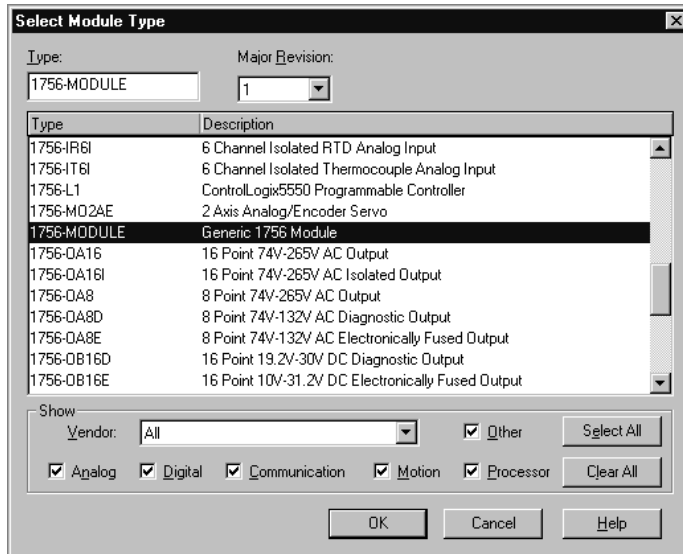 Select Module Type
Type: Major Revision:
1756-MODULE 1
Type Description
1756-IR6I 6 Channel Isolated RTD Analog Input
1756-IT6I 6 Channel Isolated Thermocouple Analog Input
1756-L1 ControlLogix5550 Programmable Controller
1756-M02AE 2 Axis Analog/Encoder Servo
1756-MODULE Generic 1756 Module
1756-OA16 16 Point 74V-265V AC Output
1756-OA16I 16 Point 74V-265V AC Isolated Output
1756-OA8 8 Point 74V-265V AC Output
1756-OA8D 8 Point 74V-132V AC Diagnostic Output
1756-OA8E 8 Point 74V-132V AC Electronically Fused Output
1756-OB16D 16 Point 19.2V-30V DC Diagnostic Output
1756-OB16E 16 Point 10V-31.2V DC Electronically Fused Output
Show
Vendor: All Other Select All
Analog Digital Communication Motion Processor Clear All
OK Cancel Help